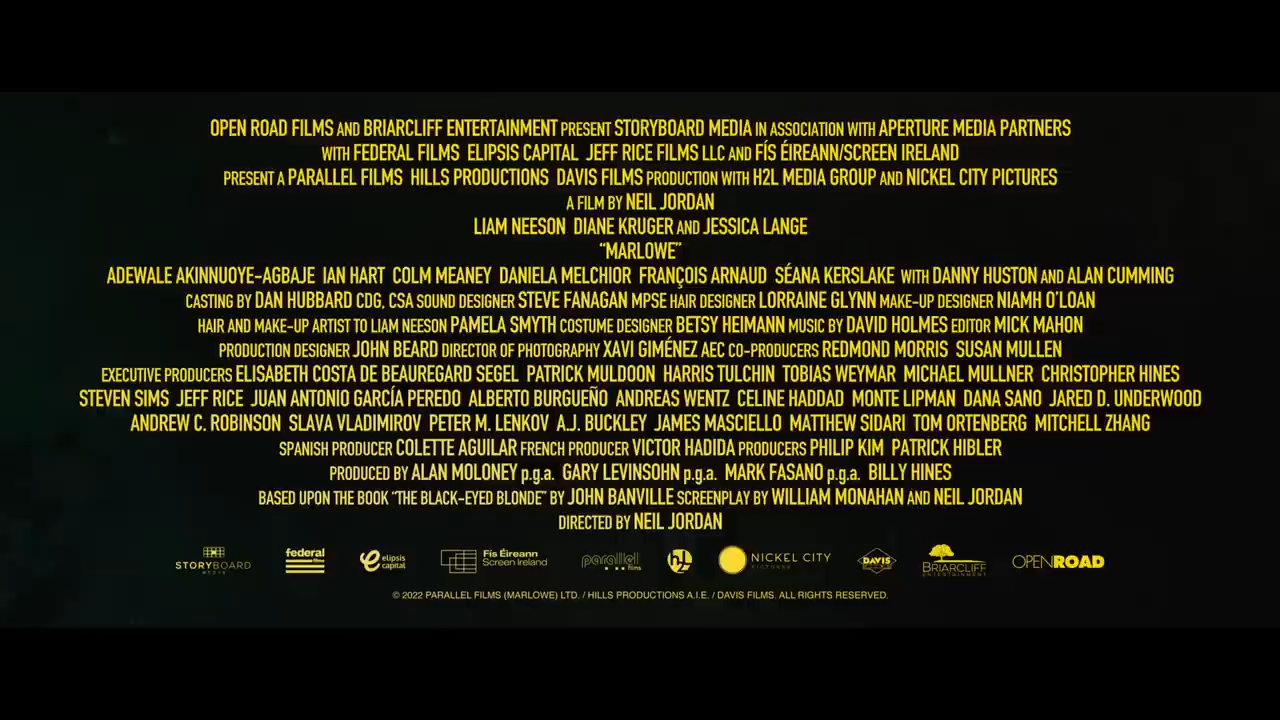 OPEN ROAD FILMS AND BRIARCLIFF ENTERTAINMENT PRESENT STORYBOARD MEDIA IN ASSOCIATION WITH APERTURE MEDIA PARTNERS
WITH FEDERAL FILMS ELIPSIS CAPITAL JEFF RICE FILMS LLC AND FÍS ÉIREANN/SCREEN IRELAND
PRESENT A PARALLEL FILMS HILLS PRODUCTIONS DAVIS FILMS PRODUCTION WITH H2L MEDIA GROUP AND NICKEL CITY PICTURES
A FILM BY NEIL JORDAN
LIAM NEESON DIANE KRUGER AND JESSICA LANGE
“MARLOWE”
ADEWALE AKINNUOYE-AGBAJE IAN HART COLM MEANEY DANIELA MELCHIOR FRANÇOIS ARNAUD SÉANA KERSLAKE WITH DANNY HUSTON AND ALAN CUMMING
CASTING BY DAN HUBBARD CDG, CSA SOUND DESIGNER STEVE FANAGAN MPSE HAIR DESIGNER LORRAINE GLYNN MAKE-UP DESIGNER NIAMH O'LOAN
HAIR AND MAKE-UP ARTIST TO LIAM NEESON PAMELA SMYTH COSTUME DESIGNER BETSY HEIMANN MUSIC BY DAVID HOLMES EDITOR MICK MAHON
PRODUCTION DESIGNER JOHN BEARD DIRECTOR OF PHOTOGRAPHY XAVI GIMÉNEZ AEC CO-PRODUCERS REDMOND MORRIS SUSAN MULLEN
EXECUTIVE PRODUCERS ELISABETH COSTA DE BEAUREGARD SEGEL PATRICK MULDOON HARRIS TULCHIN TOBIAS WEYMAR MICHAEL MULLNER CHRISTOPHER HINES
STEVEN SIMS JEFF RICE JUAN ANTONIO GARCÍA PEREDO ALBERTO BURGUEÑO ANDREAS WENTZ CELINE HADDAD MONTE LIPMAN DANA SANO JARED D. UNDERWOOD
ANDREW C. ROBINSON SLAVA VLADIMIROV PETER M. LENKOV A.J. BUCKLEY JAMES MASCIELLO MATTHEW SIDARI TOM ORTENBERG MITCHELL ZHANG
SPANISH PRODUCER COLETTE AGUILAR FRENCH PRODUCER VICTOR HADIDA PRODUCERS PHILIP KIM PATRICK HIBLER
PRODUCED BY ALAN MOLONEY p.g.a. GARY LEVINSOHN p.g.a. MARK FASANO p.g.a. BILLY HINES
BASED UPON THE BOOK “THE BLACK-EYED BLONDE” BY JOHN BANVILLE SCREENPLAY BY WILLIAM MONAHAN AND NEIL JORDAN
DIRECTED BY NEIL JORDAN
STORYBOARD MEDIA
federal films
elipsis capital
Fís Éireann
Screen Ireland
parallel films
h2l
NICKEL CITY PICTURES
DAVIS
BRIARCLIFF ENTERTAINMENT
OPEN ROAD
© 2022 PARALLEL FILMS (MARLOWE) LTD. / HILLS PRODUCTIONS A.I.E. / DAVIS FILMS. ALL RIGHTS RESERVED.